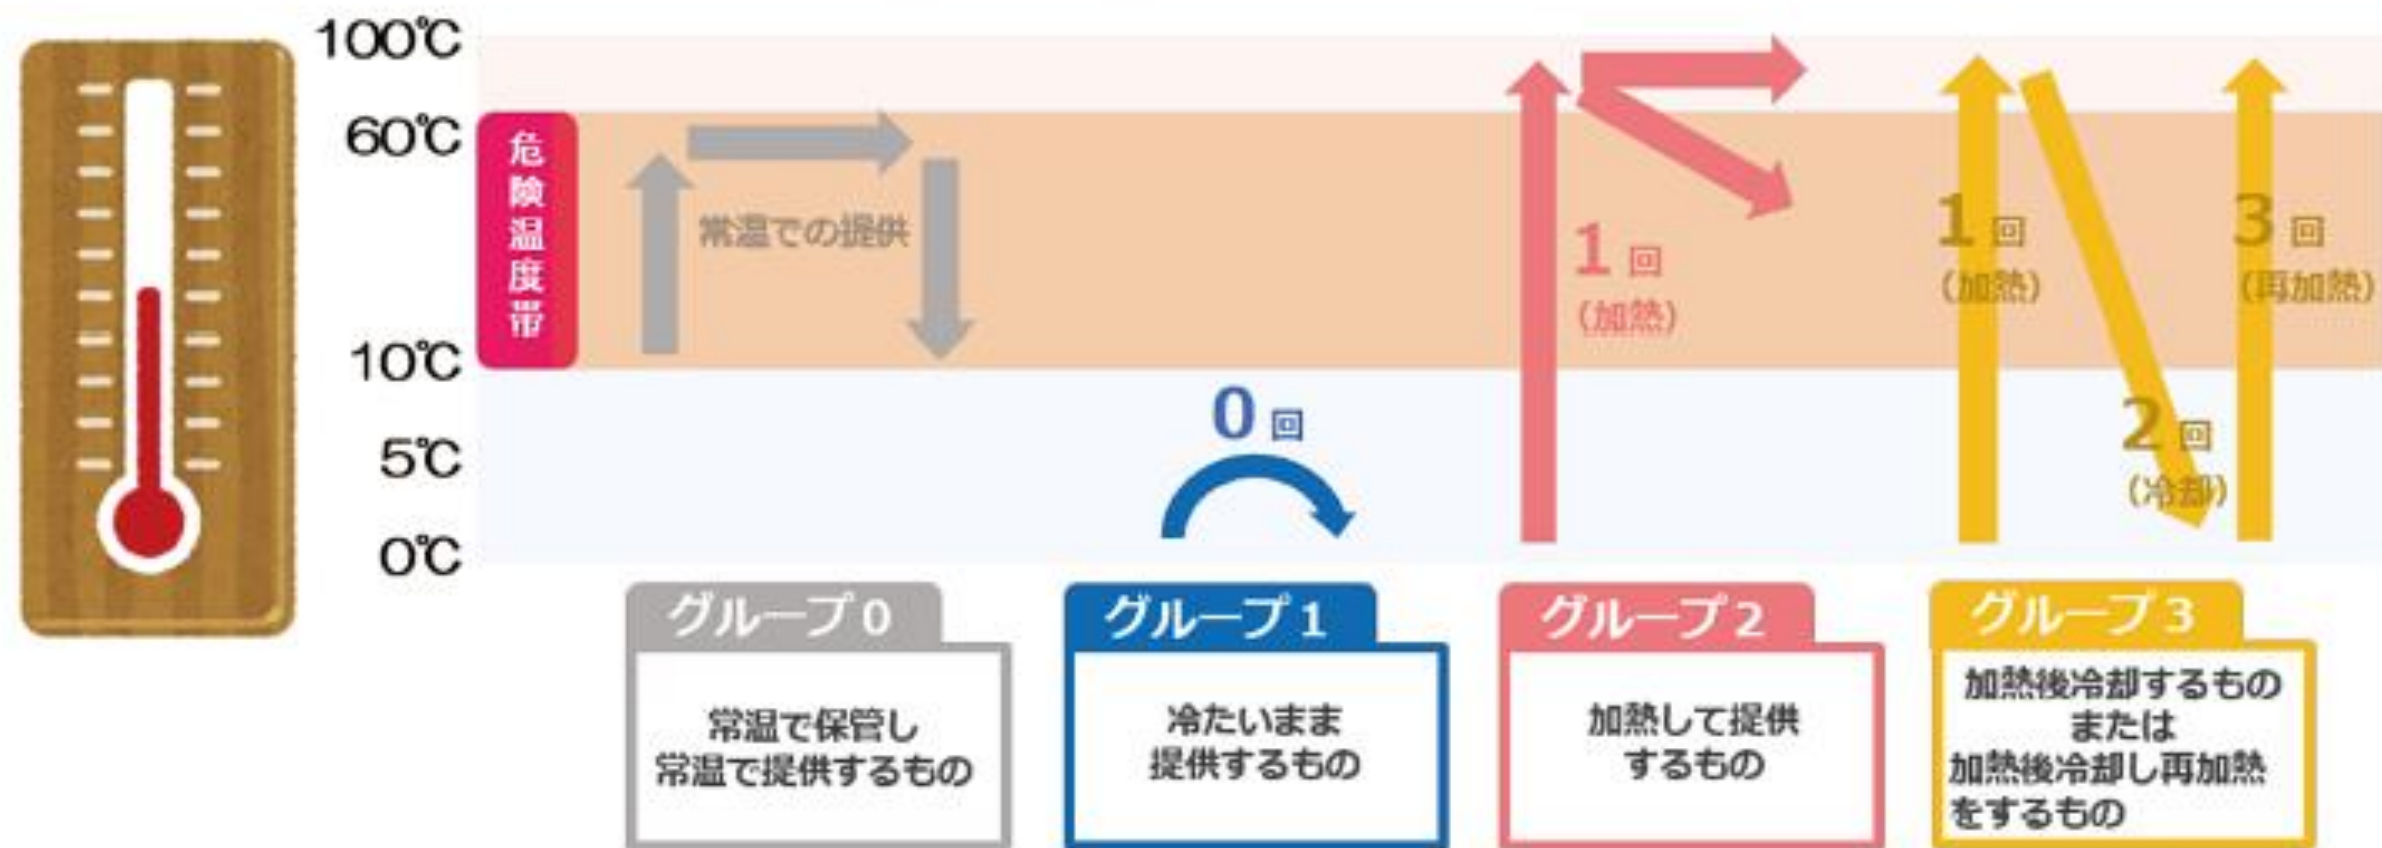 100℃
60℃
10℃
5℃
0℃
危険温度帯
常温での提供
0回
1回
(加熱)
1回
(加熱)
2回
(冷却)
3回
(再加熱)
グループ0
常温で保管し
常温で提供するもの
グループ1
冷たいまま
提供するもの
グループ2
加熱して提供
するもの
グループ3
加熱後冷却するもの
または
加熱後冷却し再加熱
をするもの